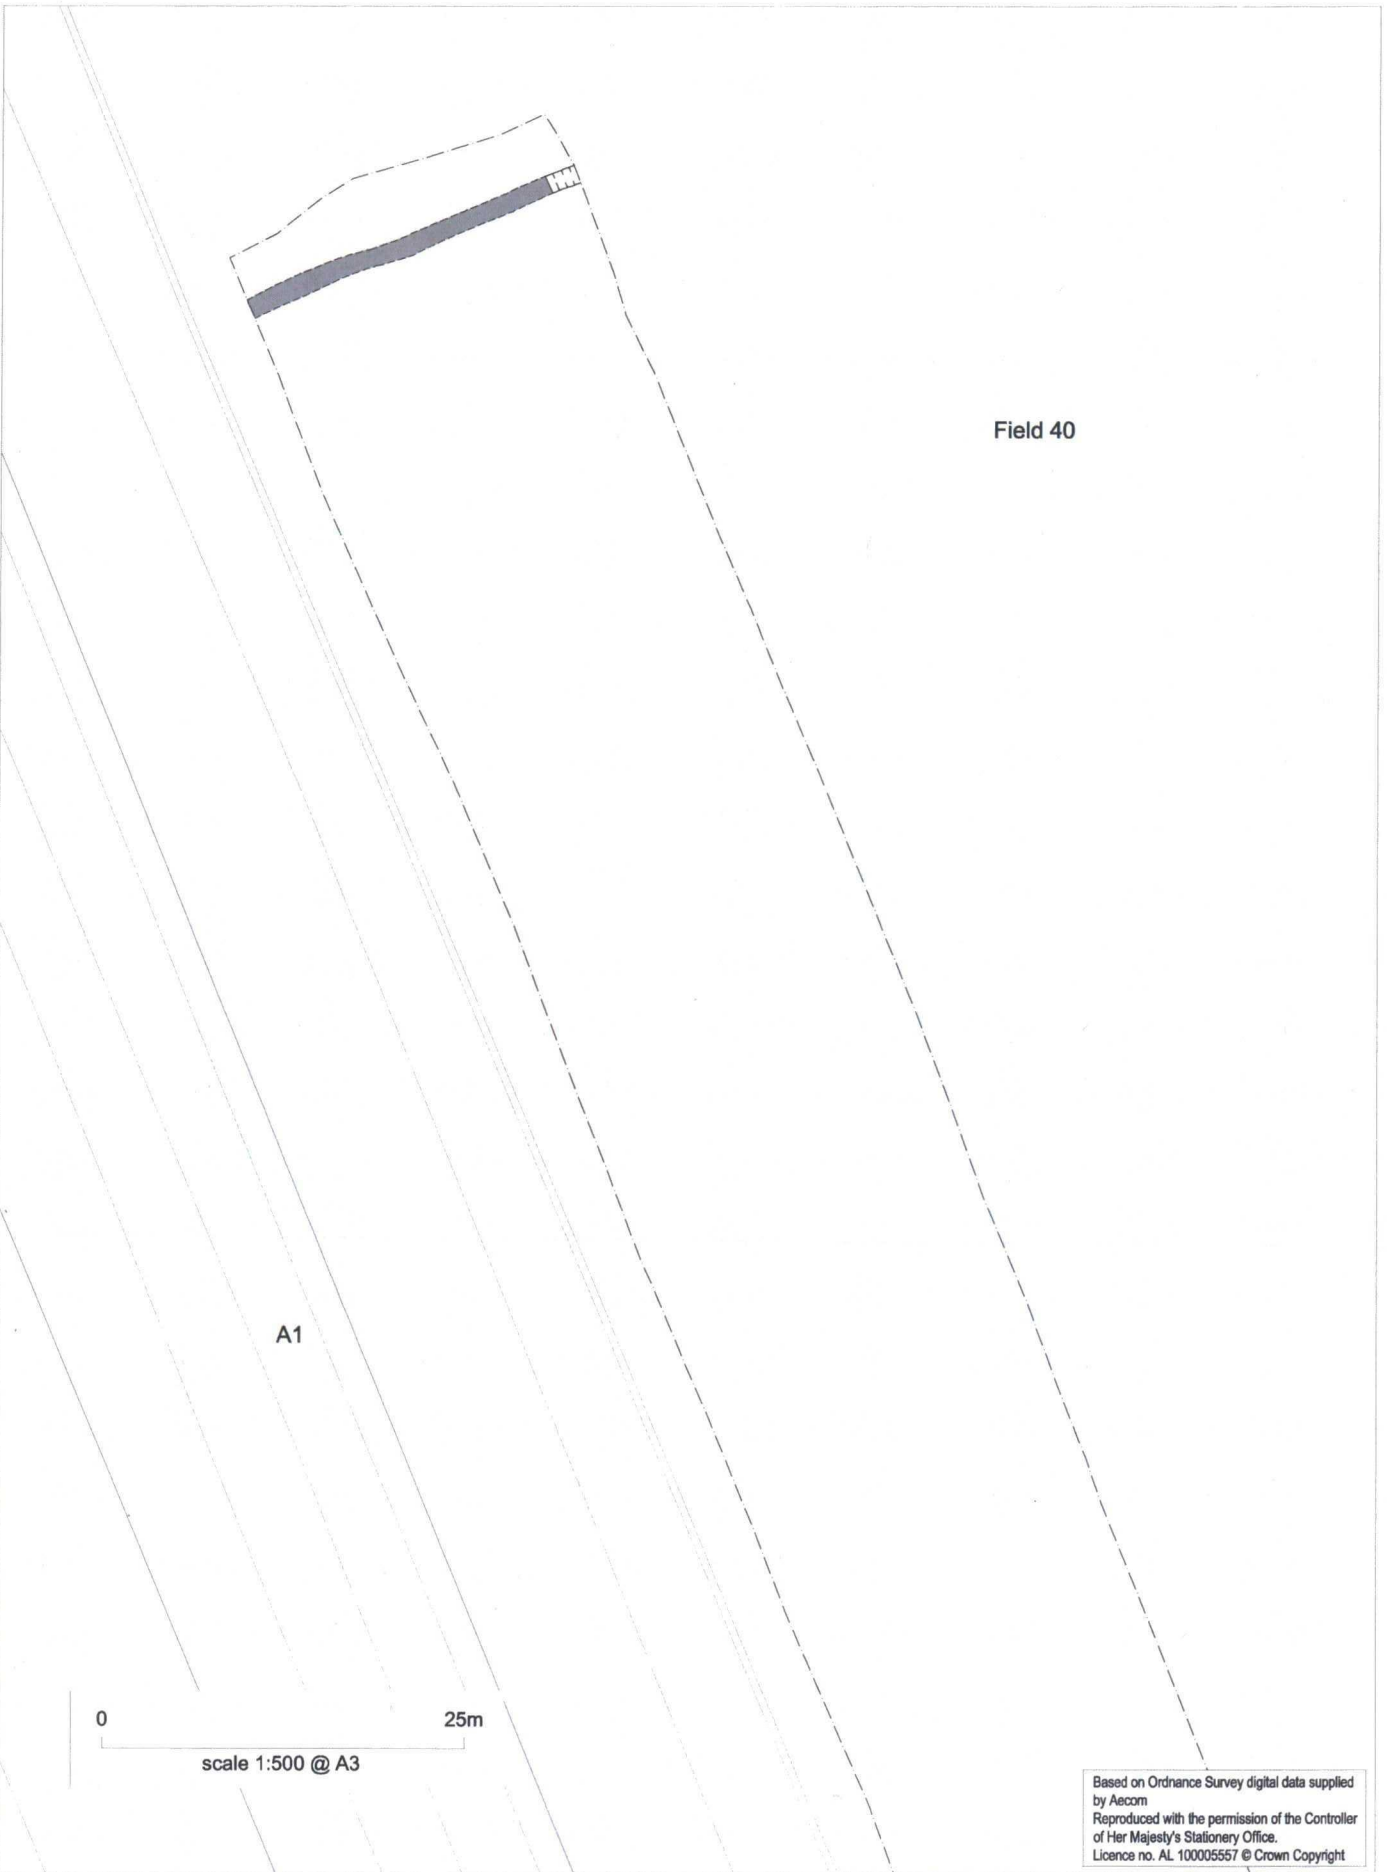 Field 40
A1
0 25m
scale 1:500 @ A3
Based on Ordnance Survey digital data supplied
by Aecom
Reproduced with the permission of the Controller
of Her Majesty's Stationery Office.
Licence no. AL 100005557 © Crown Copyright